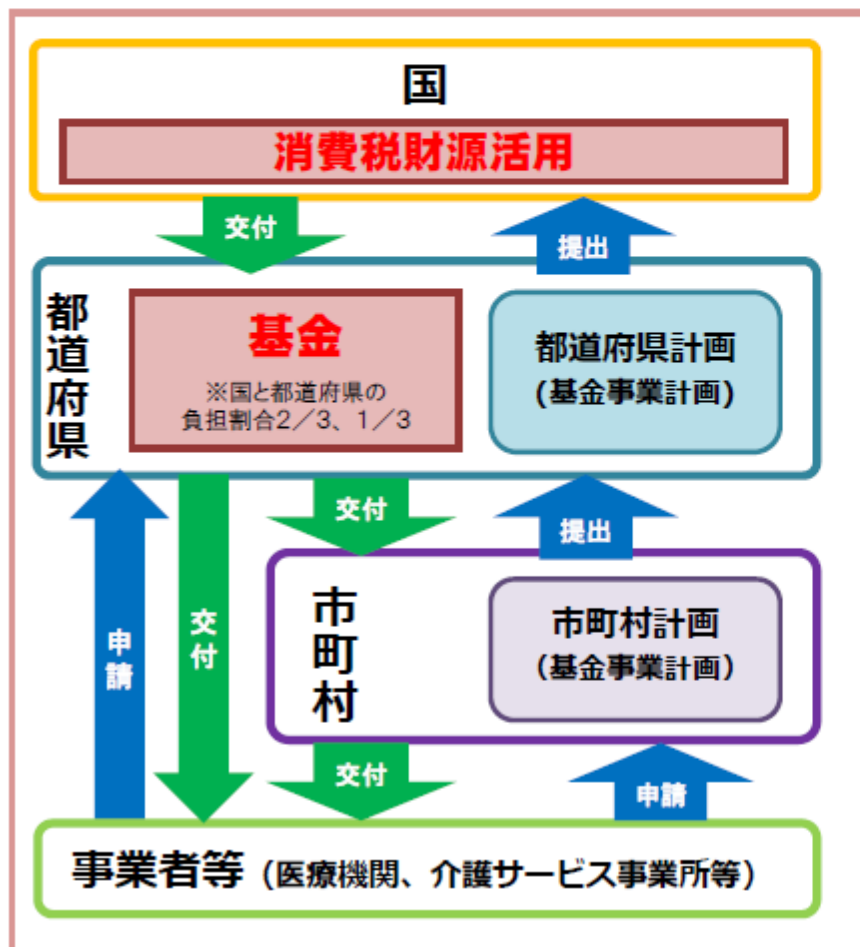 国
消費税財源活用
交付
提出
都道府県
基金
※国と都道府県の
負担割合2／3、1／3
都道府県計画
(基金事業計画)
交付
提出
申請
交付
市町村
市町村計画
（基金事業計画）
交付
申請
事業者等（医療機関、介護サービス事業所等）